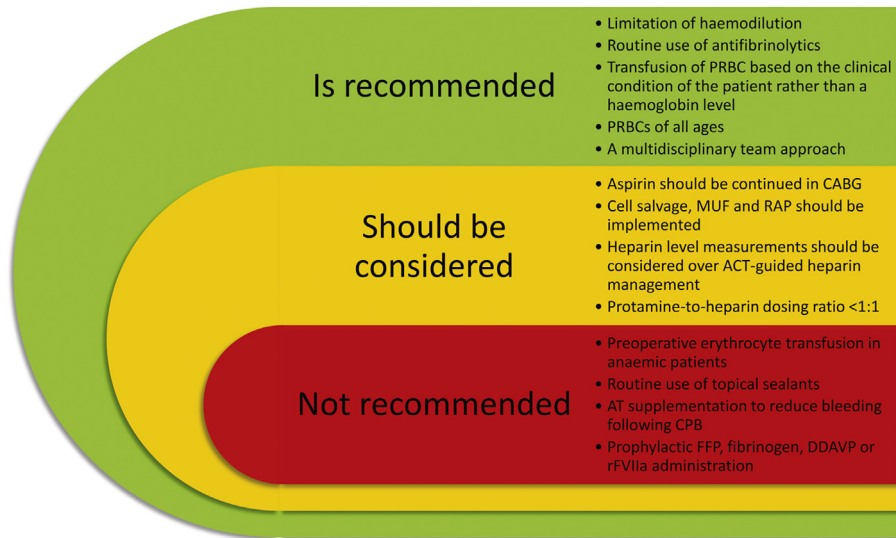 Is recommended
• Limitation of haemodilution
• Routine use of antifibrinolytics
• Transfusion of PRBC based on the clinical
condition of the patient rather than a
haemoglobin level
• PRBCs of all ages
• A multidisciplinary team approach
Should be
considered
• Aspirin should be continued in CABG
• Cell salvage, MUF and RAP should be
implemented
• Heparin level measurements should be
considered over ACT-guided heparin
management
• Protamine-to-heparin dosing ratio <1:1
Not recommended
• Preoperative erythrocyte transfusion in
anaemic patients
• Routine use of topical sealants
• AT supplementation to reduce bleeding
following CPB
• Prophylactic FFP, fibrinogen, DDAVP or
rFVIIa administration